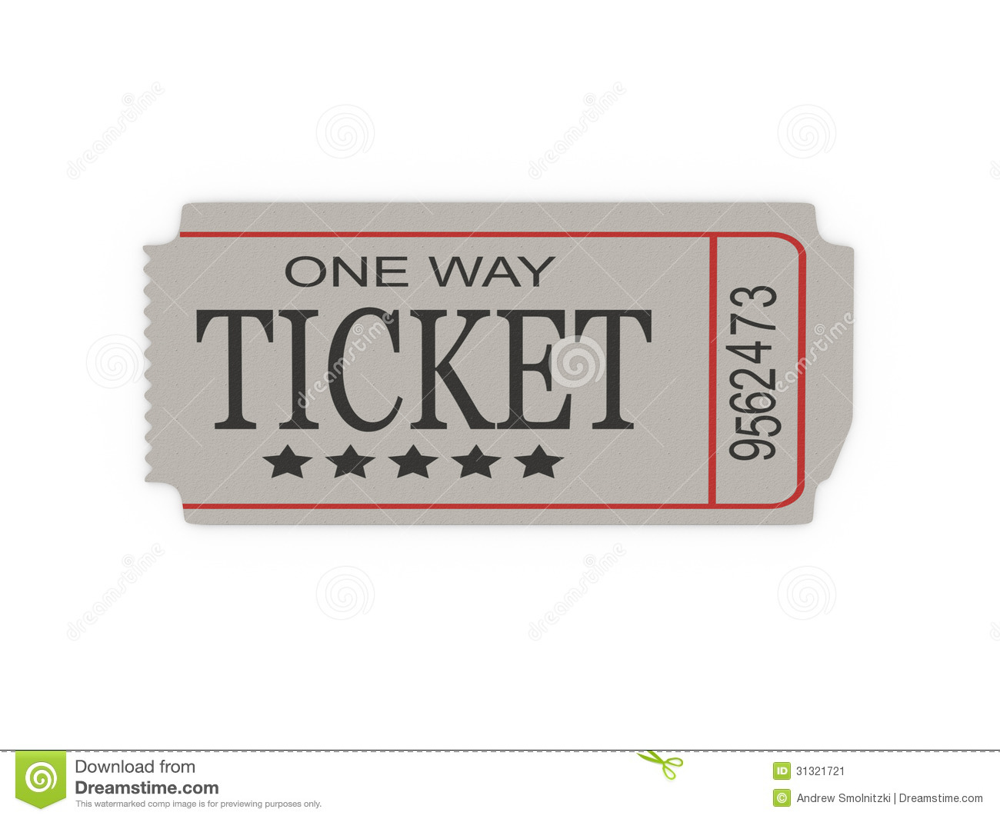 ONE WAY
TICKET
9562473
dreamstime
Download from
Dreamstime.com
This watermarked comp image is for previewing purposes only.
ID 31321721
© Andrew Smolnitzki | Dreamstime.com